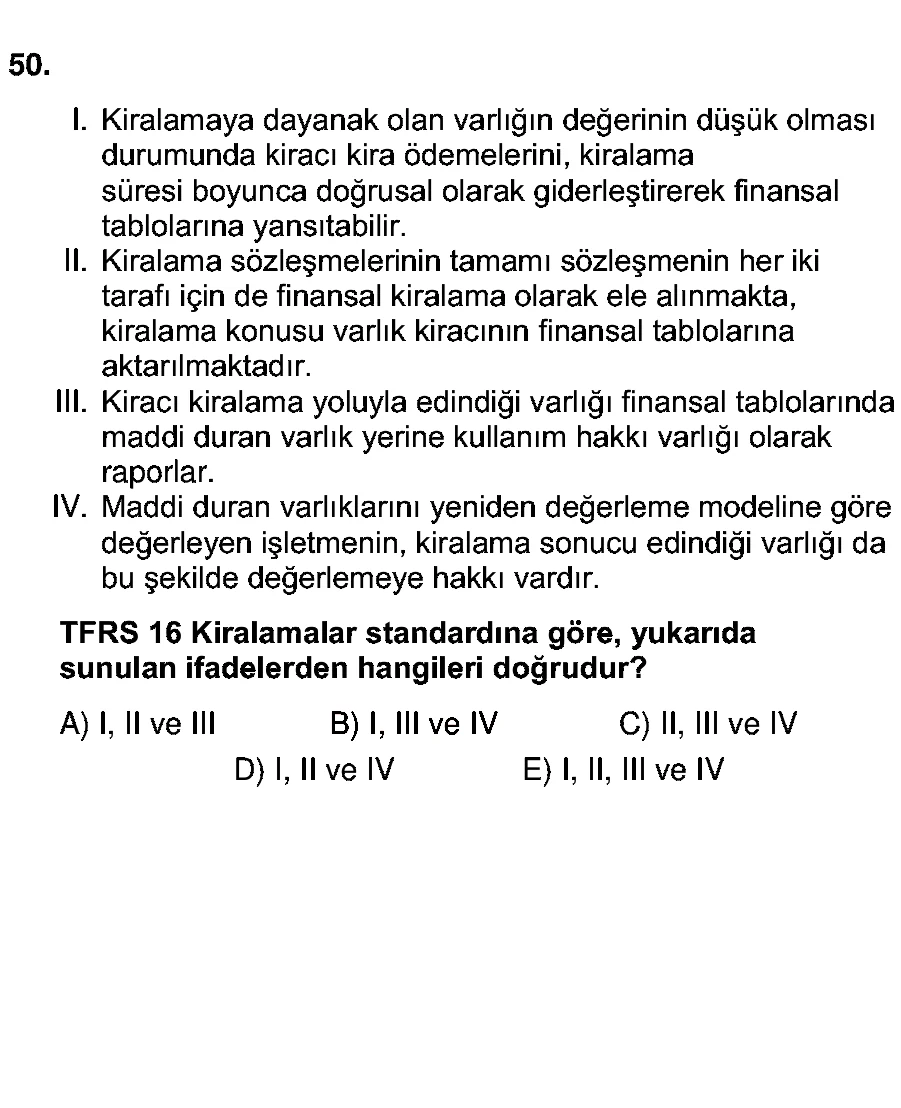 50.
I. Kiralamaya dayanak olan varlığın değerinin düşük olması
durumunda kiracı kira ödemelerini, kiralama
süresi boyunca doğrusal olarak giderleştirerek finansal
tablolarına yansıtabilir.
II. Kiralama sözleşmelerinin tamamı sözleşmenin her iki
tarafı için de finansal kiralama olarak ele alınmakta,
kiralama konusu varlık kiracının finansal tablolarına
aktarılmaktadır.
III. Kiracı kiralama yoluyla edindiği varlığı finansal tablolarında
maddi duran varlık yerine kullanım hakkı varlığı olarak
raporlar.
IV. Maddi duran varlıklarını yeniden değerleme modeline göre
değerleyen işletmenin, kiralama sonucu edindiği varlığı da
bu şekilde değerlemeye hakkı vardır.
TFRS 16 Kiralamalar standardına göre, yukarıda
sunulan ifadelerden hangileri doğrudur?
A) I, II ve III B) I, III ve IV C) II, III ve IV
D) I, II ve IV E) I, II, III ve IV